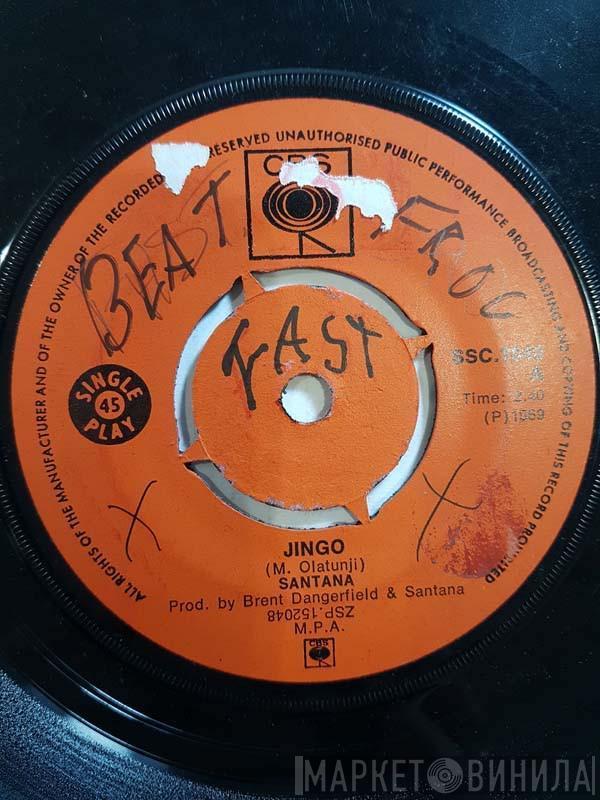 ALL RIGHTS OF THE MANUFACTURER AND OF THE OWNER OF THE RECORDED RESERVED UNAUTHORISED PUBLIC PERFORMANCE BROADCASTING AND COPYING OF THIS RECORD PROHIBITED
CBS
BEAT FROG
FAST
SSC.
A
Time: 2.40
(P)1969
SINGLE
45
PLAY
X X
JINGO
(M. Olatunji)
SANTANA
Prod. by Brent Dangerfield & Santana
ZSP.152048
M.P.A.
CBS
МАРКЕТ ВИНИЛА